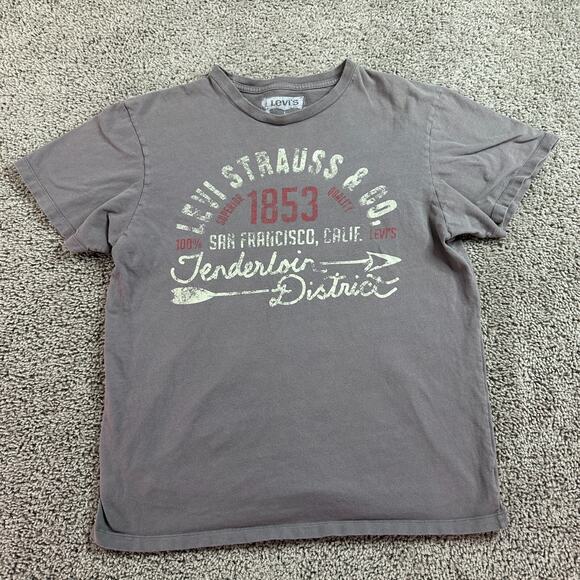 Levi's
LEVI STRAUSS & CO.
SUPERIOR 1853 QUALITY
100% SAN FRANCISCO, CALIF. LEVI'S
Tenderloin
District